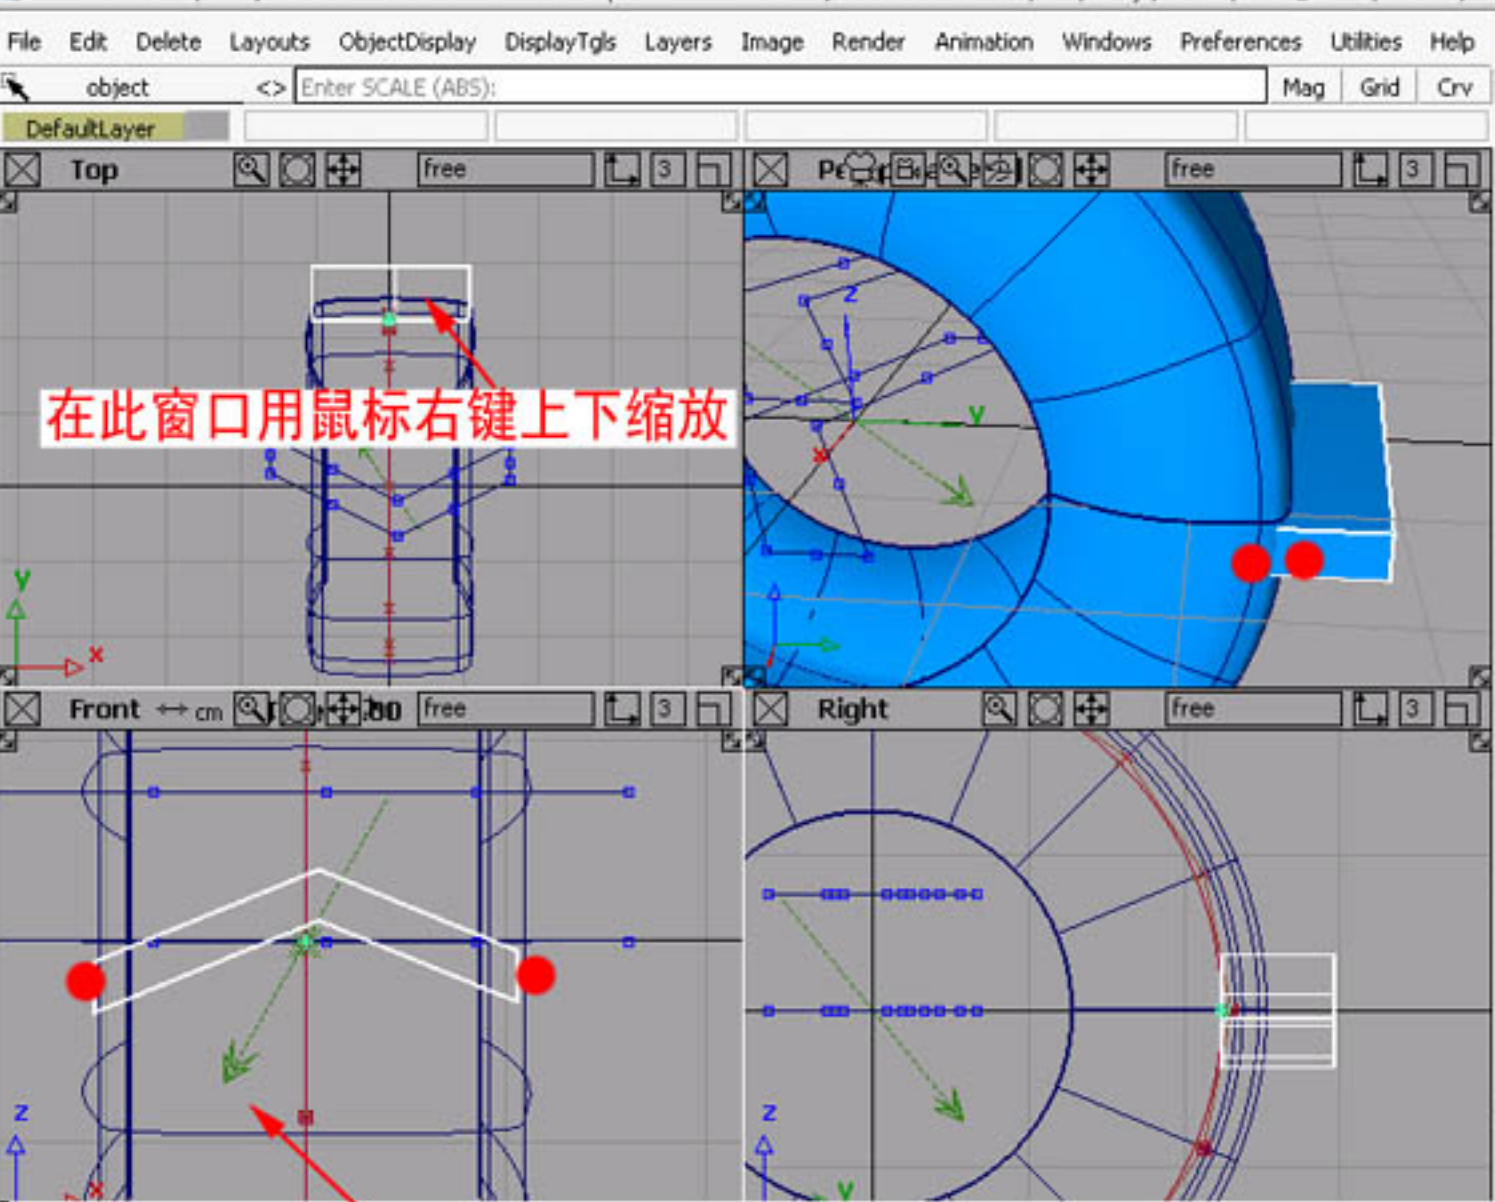 File Edit Delete Layouts ObjectDisplay DisplayTgls Layers Image Render Animation Windows Preferences Utilities Help
object <> Enter SCALE (ABS): Mag Grid Crv
DefaultLayer
Top free 3
free 3
在此窗口用鼠标右键上下缩放
z
y
x
y
x
Front cm free 3
Right free 3
z
x
z
y